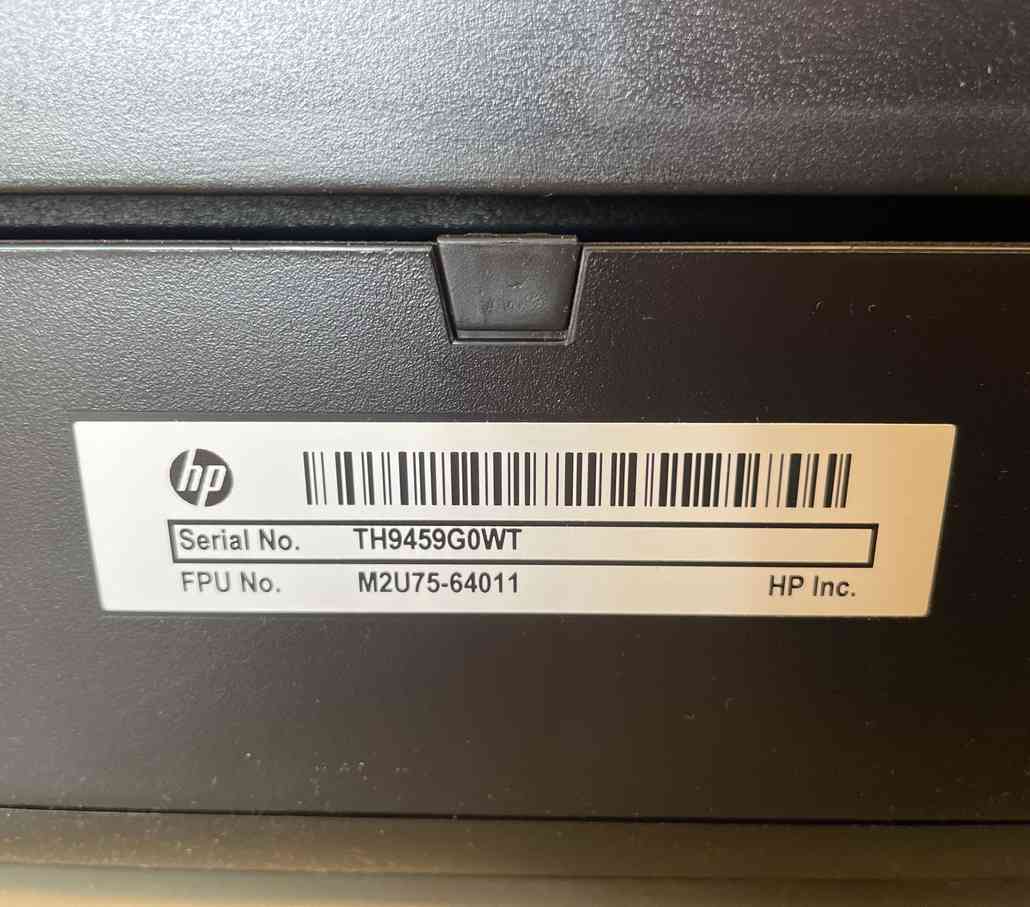 hp
Serial No. TH9459G0WT
FPU No. M2U75-64011 HP Inc.